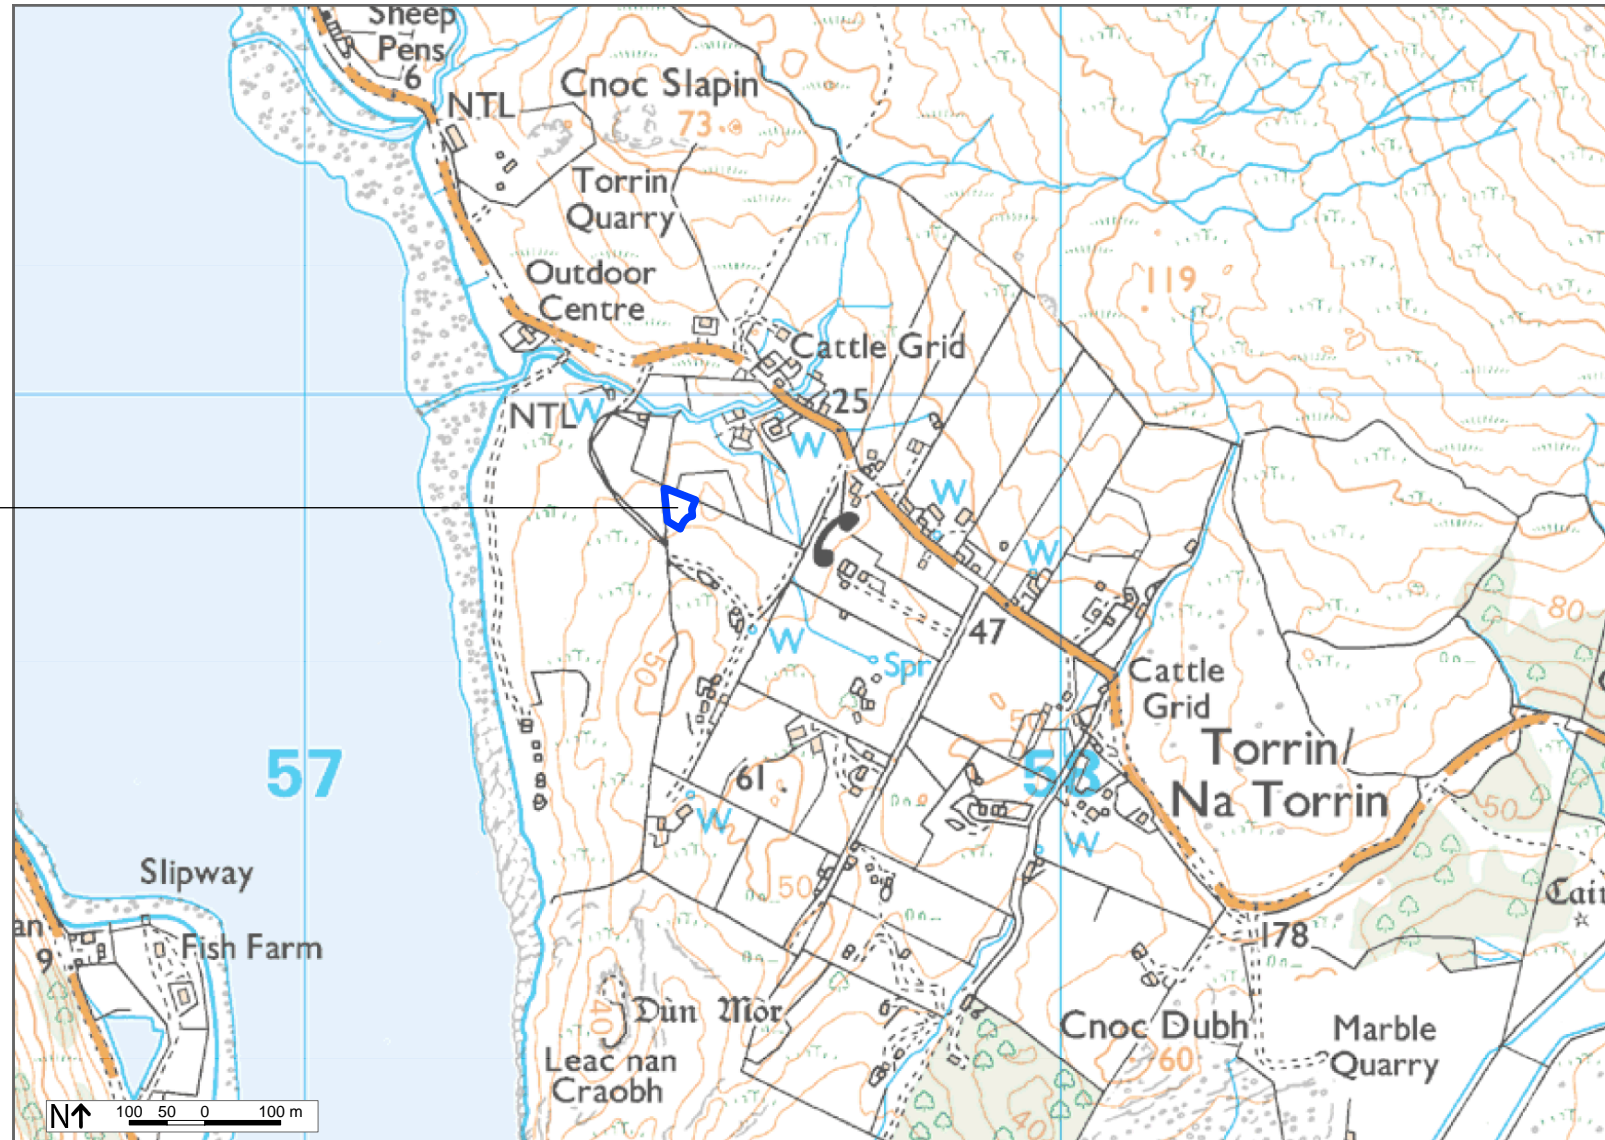 Sheep
Pens
6
NTL
Cnoc Slapin
73
Torrin
Quarry
Outdoor
Centre
119
Cattle Grid
25
NTL
W
W
W
W
47
W
Spr
50
Cattle
Grid
80
57
58
61
W
W
50
Torrin/
Na Torrin
50
50
Slipway
Fish Farm
9
178
Dùn Mòr
40
Leac nan
Craobh
Cnoc Dubh
60
Marble
Quarry
40
N
100 50 0 100 m